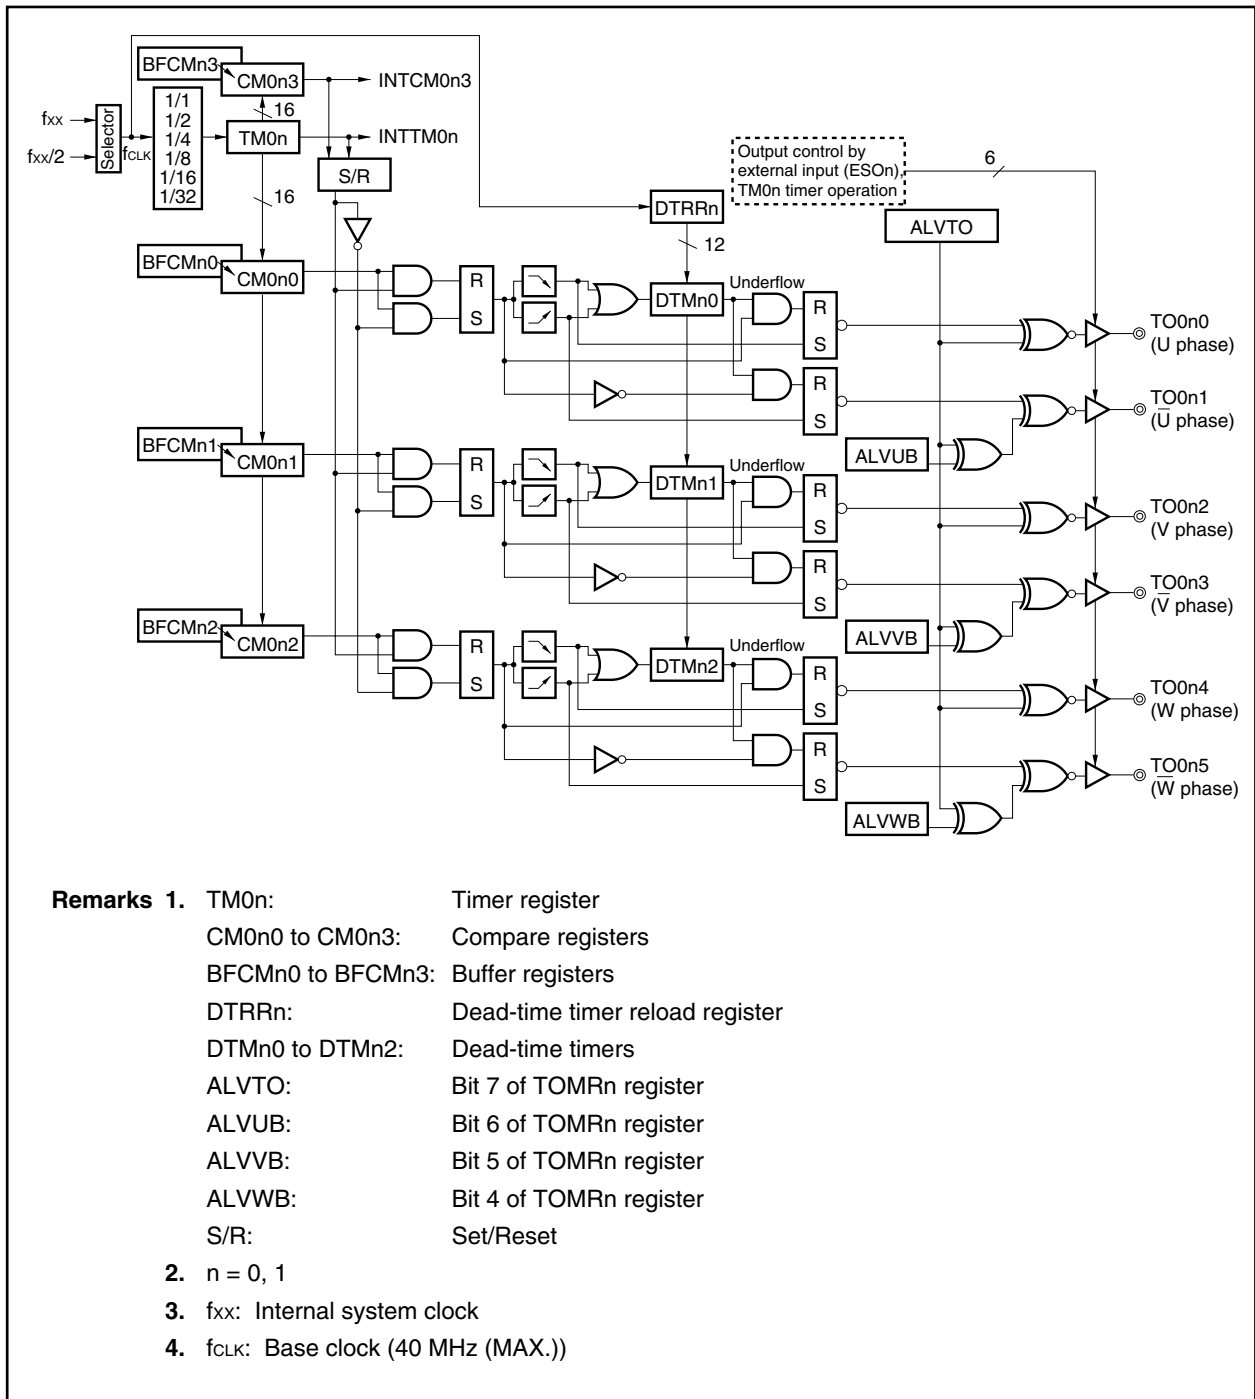 BFCMn3
CM0n3
INTCM0n3
fXX
fXX/2
Selector
fCLK
1/1
1/2
1/4
1/8
1/16
1/32
16
TM0n
INTTM0n
S/R
16
Output control by
external input (ESOn),
TM0n timer operation
6
DTRRn
12
ALVTO
BFCMn0
CM0n0
R
S
DTMn0
Underflow
R
S
R
S
TO0n0
(U phase)
TO0n1
(U̅ phase)
ALVUB
BFCMn1
CM0n1
R
S
DTMn1
Underflow
R
S
R
S
TO0n2
(V phase)
TO0n3
(V̅ phase)
ALVVB
BFCMn2
CM0n2
R
S
DTMn2
Underflow
R
S
R
S
TO0n4
(W phase)
TO0n5
(W̅ phase)
ALVWB
Remarks 1. TM0n: Timer register
CM0n0 to CM0n3: Compare registers
BFCMn0 to BFCMn3: Buffer registers
DTRRn: Dead-time timer reload register
DTMn0 to DTMn2: Dead-time timers
ALVTO: Bit 7 of TOMRn register
ALVUB: Bit 6 of TOMRn register
ALVVB: Bit 5 of TOMRn register
ALVWB: Bit 4 of TOMRn register
S/R: Set/Reset
2. n = 0, 1
3. fXX: Internal system clock
4. fCLK: Base clock (40 MHz (MAX.))